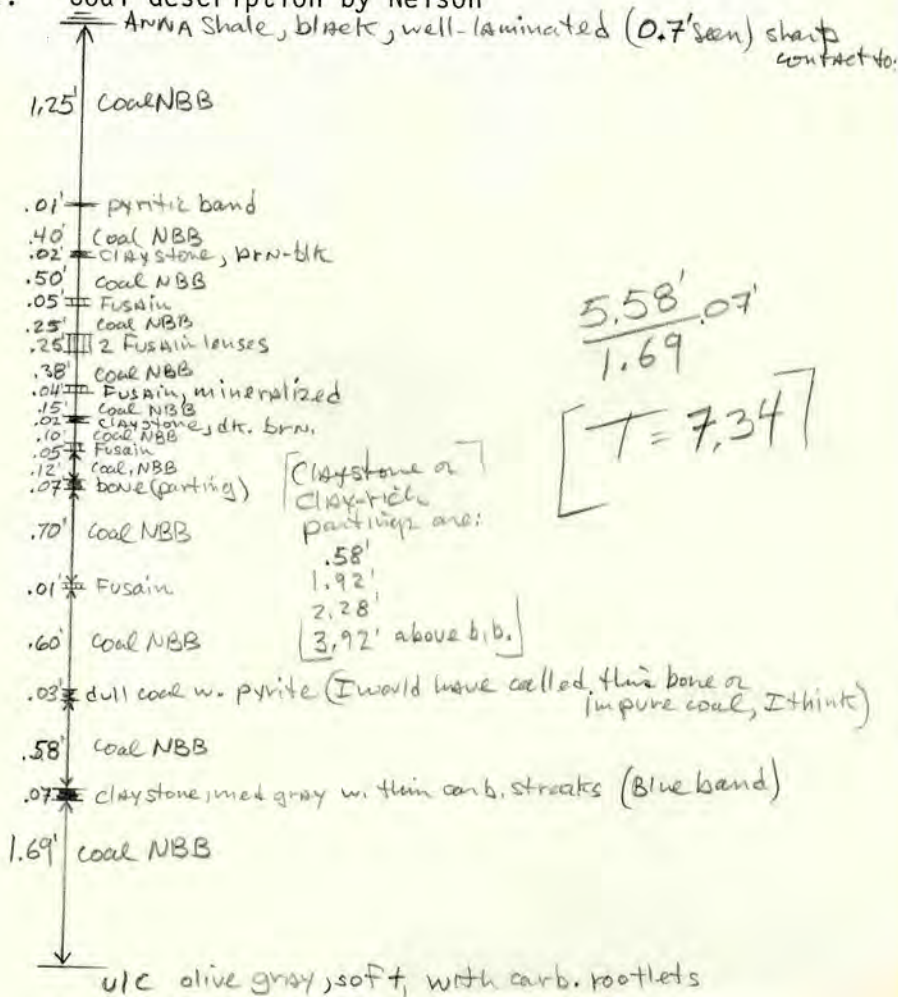 . Coal description by Nelson
ANNA Shale, black, well-laminated (0.7' seen) sharp
contact to:
1.25' Coal NBB
.01' pyritic band
.40' Coal NBB
.02' Claystone, brn-blk
.50' Coal NBB
.05' Fusain
.25' Coal NBB
.25' 2 Fusain lenses
.38' Coal NBB
.04' Fusain, mineralized
.15' Coal NBB
.02' Claystone, dk. brn.
.10' Coal NBB
.05' Fusain
.12' Coal, NBB
.07' bone (parting)
.70' Coal NBB
.01' Fusain
.60' Coal NBB
.03' dull coal w. pyrite (I would have called this bone or
impure coal, I think)
.58' Coal NBB
.07 claystone, med gray w. thin carb. streaks (Blue band)
1.69' Coal NBB
u/c olive gray, soft, with carb. rootlets
5.58' .07'
1.69
[T = 7.34]
[Claystone or
Clay-rich
partings are:
.58'
1.92'
2.28'
3.92' above b.b.]